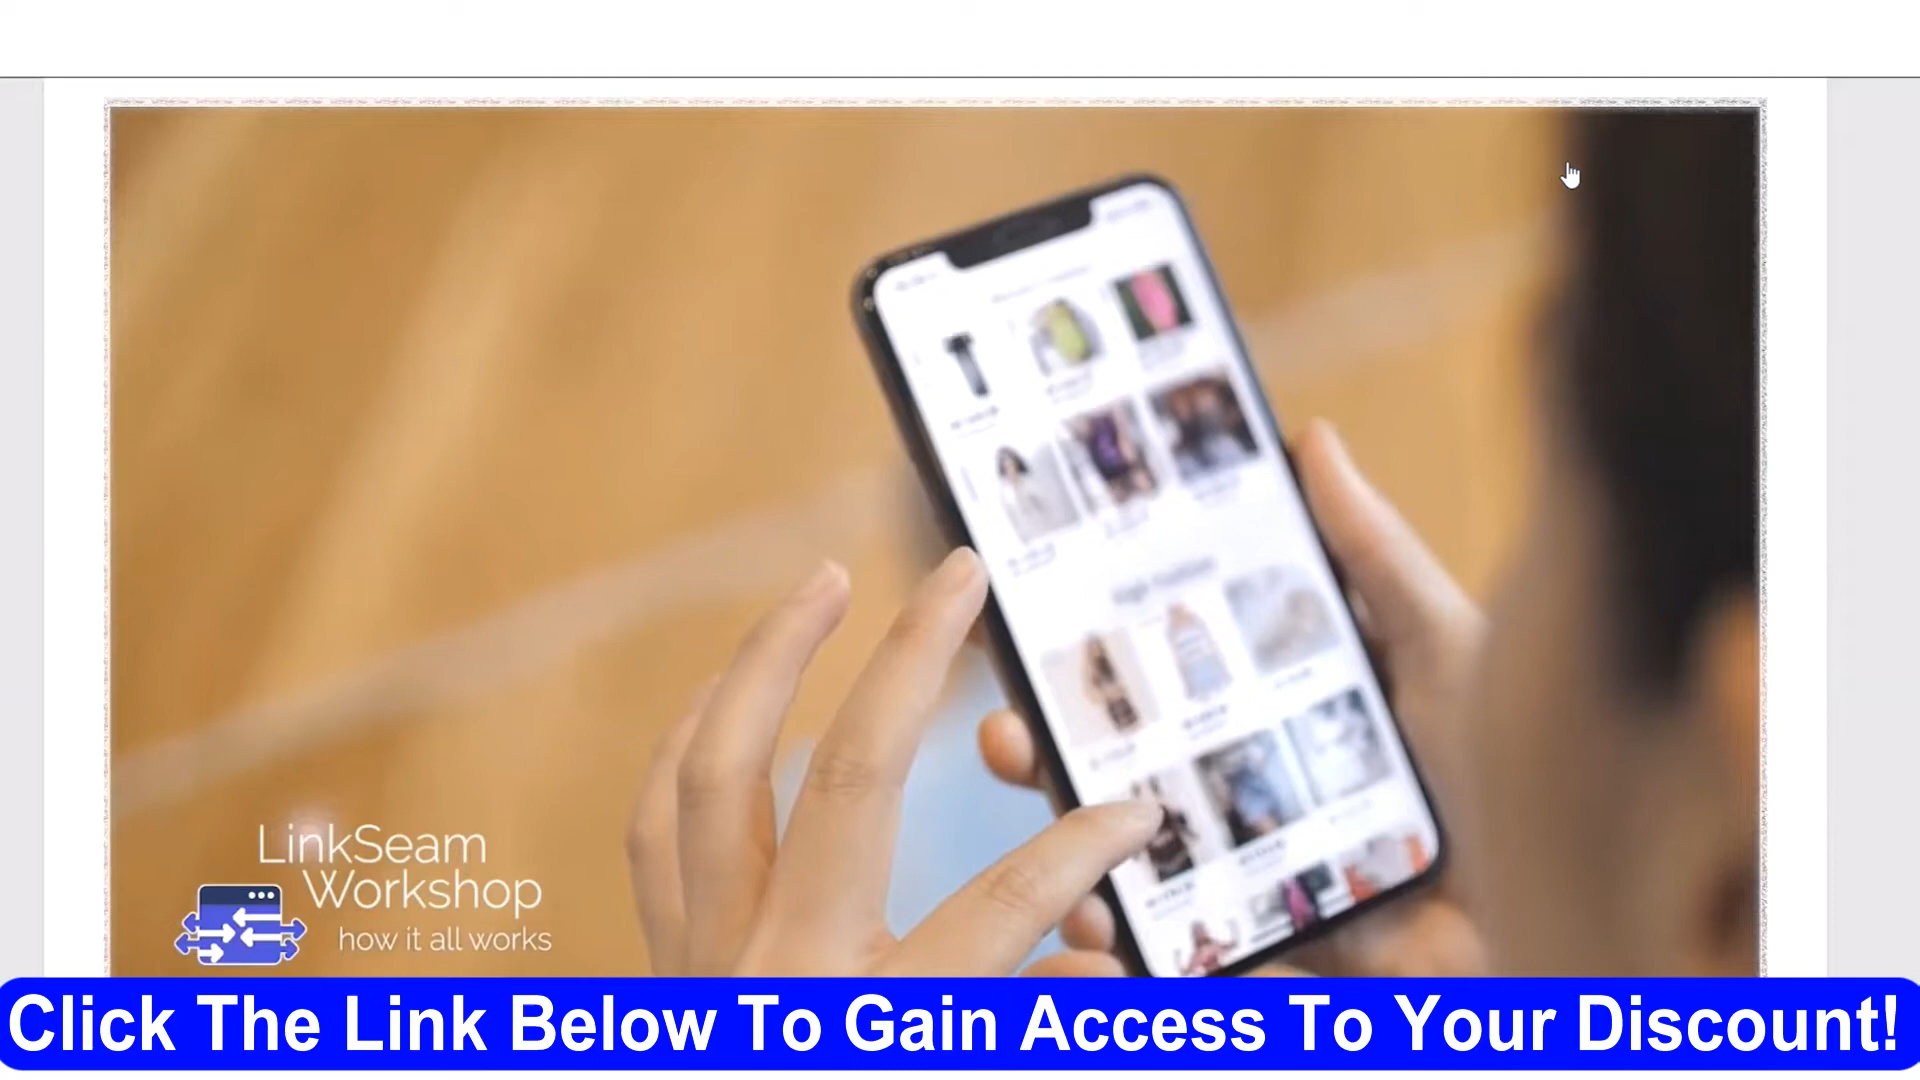 LinkSeam
Workshop
how it all works
Click The Link Below To Gain Access To Your Discount!